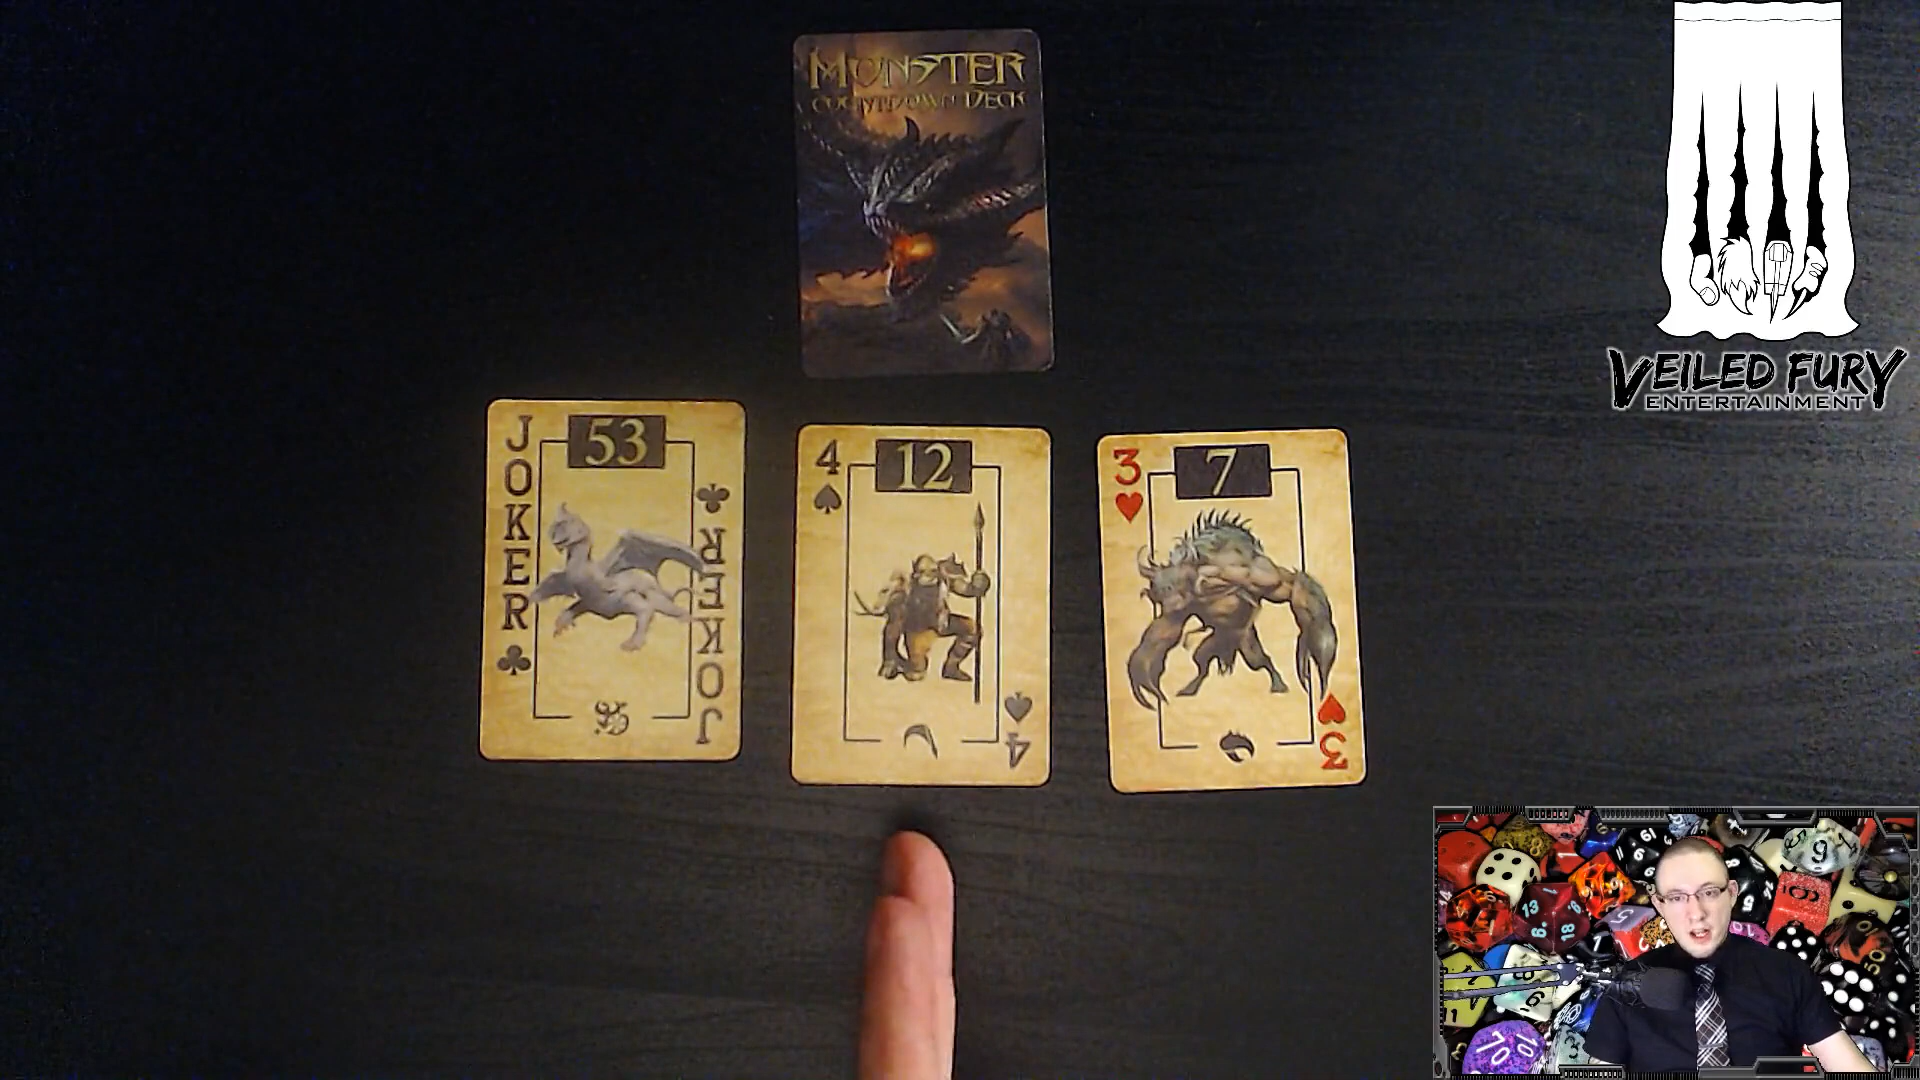 MONSTER
COUNTDOWN DECK
JOKER
53
JOKER
4
12
4
3
7
3
VEILED FURY
ENTERTAINMENT